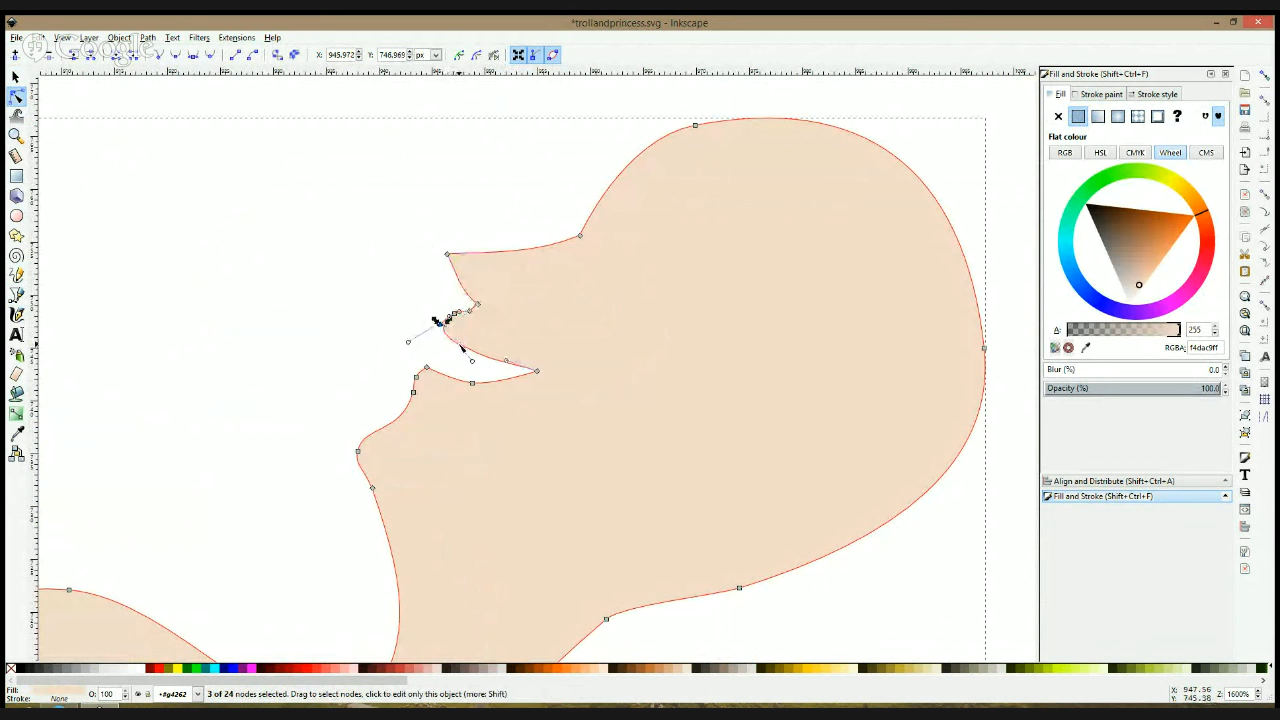 *trollandprincess.svg - Inkscape
File Edit View Layer Object Path Text Filters Extensions Help
Google
X: 945.972 Y: 746.969 px
Fill and Stroke (Shift+Ctrl+F)
Fill Stroke paint Stroke style
?
Flat colour
RGB HSL CMYK Wheel CMS
A: 255
RGBA: f4dac9ff
Blur (%) 0.0
Opacity (%) 100.0
Align and Distribute (Shift+Ctrl+A)
Fill and Stroke (Shift+Ctrl+F)
Fill:
Stroke: None
O: 100
•#g4262
3 of 24 nodes selected. Drag to select nodes, click to edit only this object (more: Shift)
X: 947.56
Y: 745.38
Z: 1600%